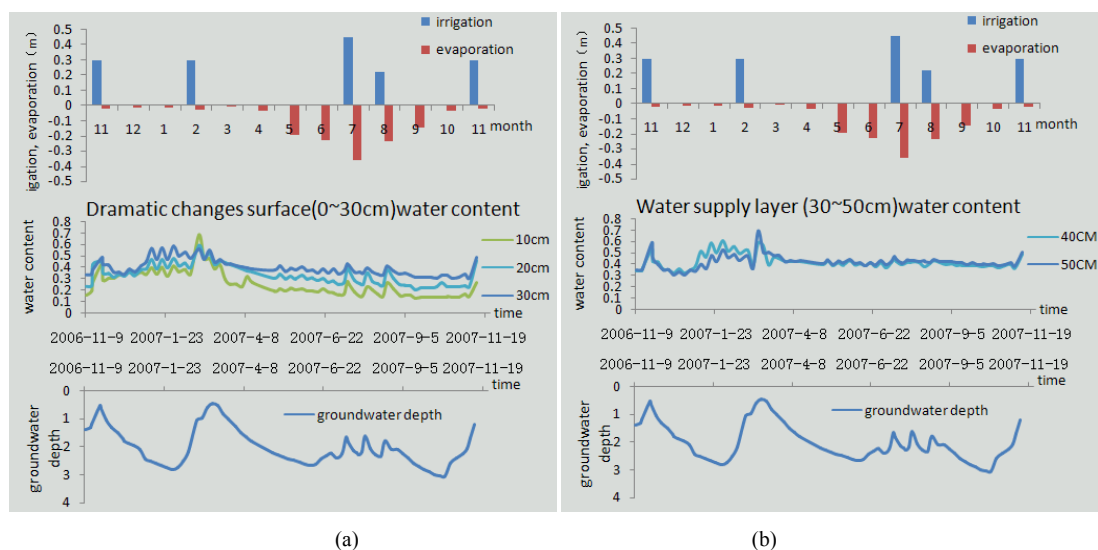 0.5
0.4
0.3
0.2
0.1
0
-0.1
-0.2
-0.3
-0.4
-0.5
igation, evaporation（m）
irrigation
evaporation
11 12 1 2 3 4 5 6 7 8 9 10 11 month
Dramatic changes surface(0~30cm)water content
0.8
0.7
0.6
0.5
0.4
0.3
0.2
0.1
0
water content
10cm
20cm
30cm
time
2006-11-9 2007-1-23 2007-4-8 2007-6-22 2007-9-5 2007-11-19
2006-11-9 2007-1-23 2007-4-8 2007-6-22 2007-9-5 2007-11-19
time
0
1
2
3
4
groundwater
depth
groundwater depth
(a)
0.5
0.4
0.3
0.2
0.1
0
-0.1
-0.2
-0.3
-0.4
-0.5
igation, evaporation（m）
irrigation
evaporation
11 12 1 2 3 4 5 6 7 8 9 10 11 month
Water supply layer (30~50cm)water content
0.8
0.7
0.6
0.5
0.4
0.3
0.2
0.1
0
water content
40CM
50CM
time
2006-11-9 2007-1-23 2007-4-8 2007-6-22 2007-9-5 2007-11-19
2006-11-9 2007-1-23 2007-4-8 2007-6-22 2007-9-5 2007-11-19
time
0
1
2
3
4
groundwater
depth
groundwater depth
(b)